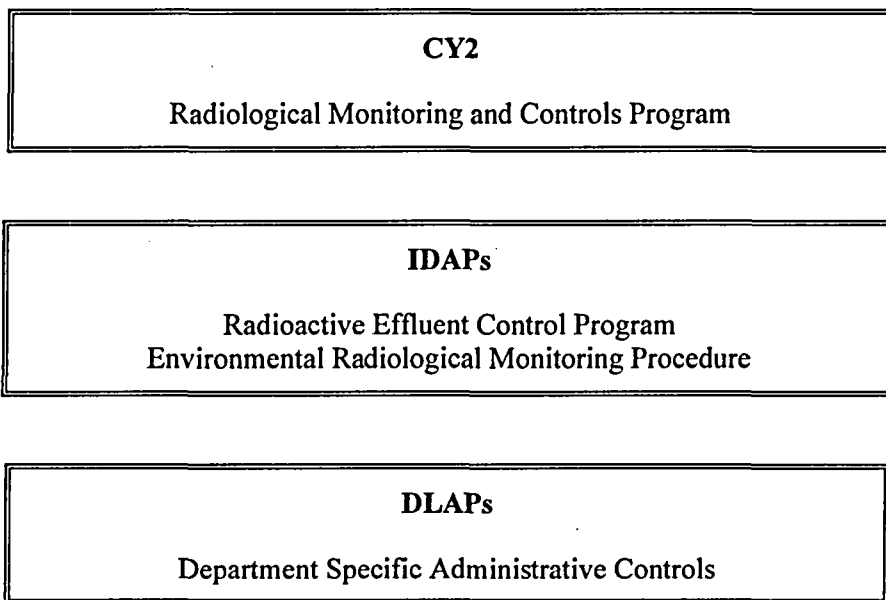 CY2
Radiological Monitoring and Controls Program
IDAPs
Radioactive Effluent Control Program
Environmental Radiological Monitoring Procedure
DLAPs
Department Specific Administrative Controls